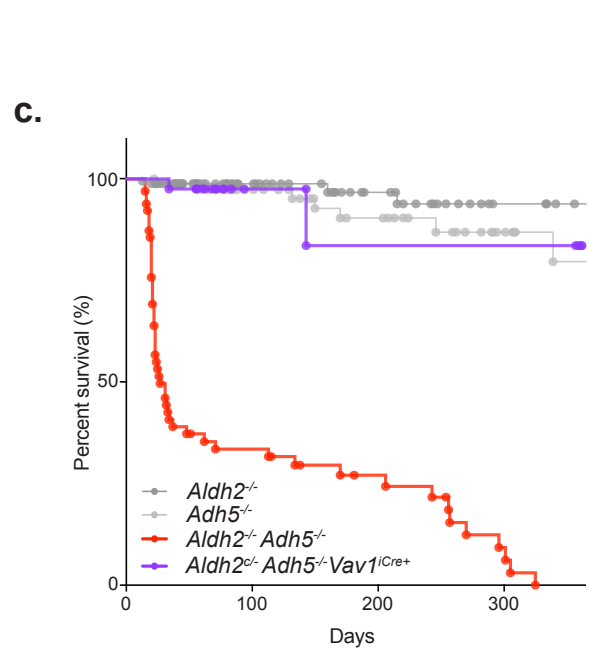 c.
100
50
0
Percent survival (%)
Aldh2-/-
Adh5-/-
Aldh2-/- Adh5-/-
Aldh2c/- Adh5-/- Vav1iCre+
0 100 200 300
Days